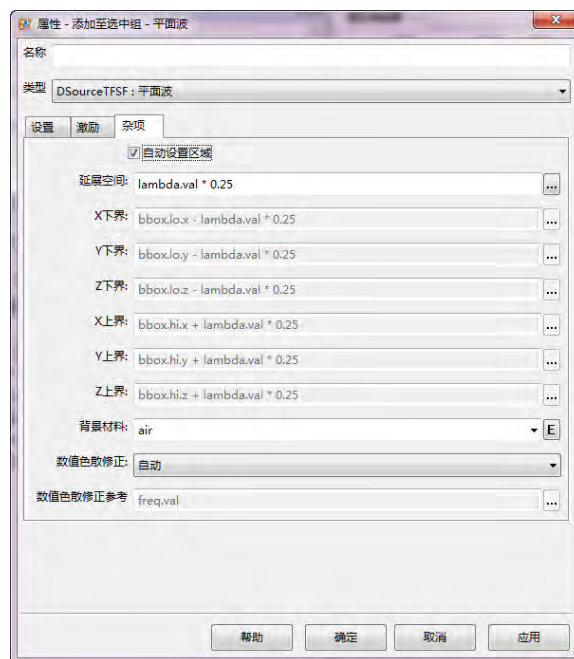 属性 - 添加至选中组 - 平面波
名称
类型 DSourceTFSF : 平面波
设置 激励 杂项
自动设置区域
延展空间: lambda.val * 0.25 ...
X下界: bbox.lo.x - lambda.val * 0.25 ...
Y下界: bbox.lo.y - lambda.val * 0.25 ...
Z下界: bbox.lo.z - lambda.val * 0.25 ...
X上界: bbox.hi.x + lambda.val * 0.25 ...
Y上界: bbox.hi.y + lambda.val * 0.25 ...
Z上界: bbox.hi.z + lambda.val * 0.25 ...
背景材料: air E
数值色散修正: 自动
数值色散修正参考 freq.val ...
帮助 确定 取消 应用